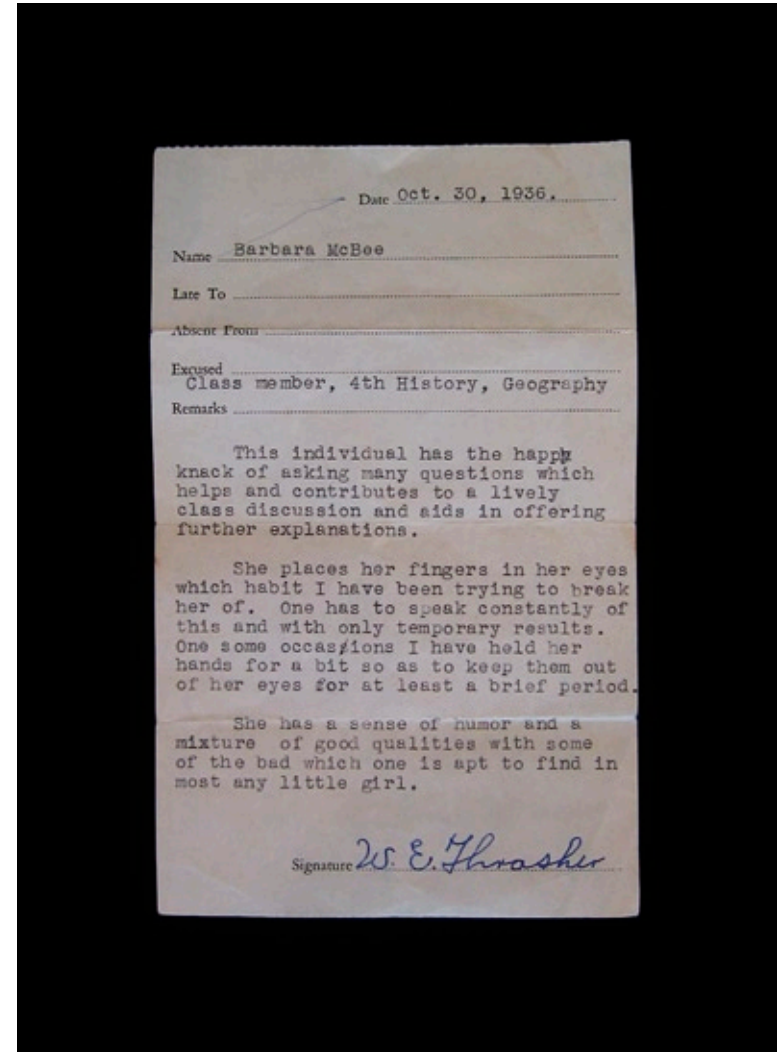 Date Oct. 30, 1936.
Name Barbara McBee
Late To
Absent From
Excused
Class member, 4th History, Geography
Remarks
This individual has the happy
knack of asking many questions which
helps and contributes to a lively
class discussion and aids in offering
further explanations.
She places her fingers in her eyes
which habit I have been trying to break
her of. One has to speak constantly of
this and with only temporary results.
One some occasions I have held her
hands for a bit so as to keep them out
of her eyes for at least a brief period.
She has a sense of humor and a
mixture of good qualities with some
of the bad which one is apt to find in
most any little girl.
Signature W. E. Thrasher